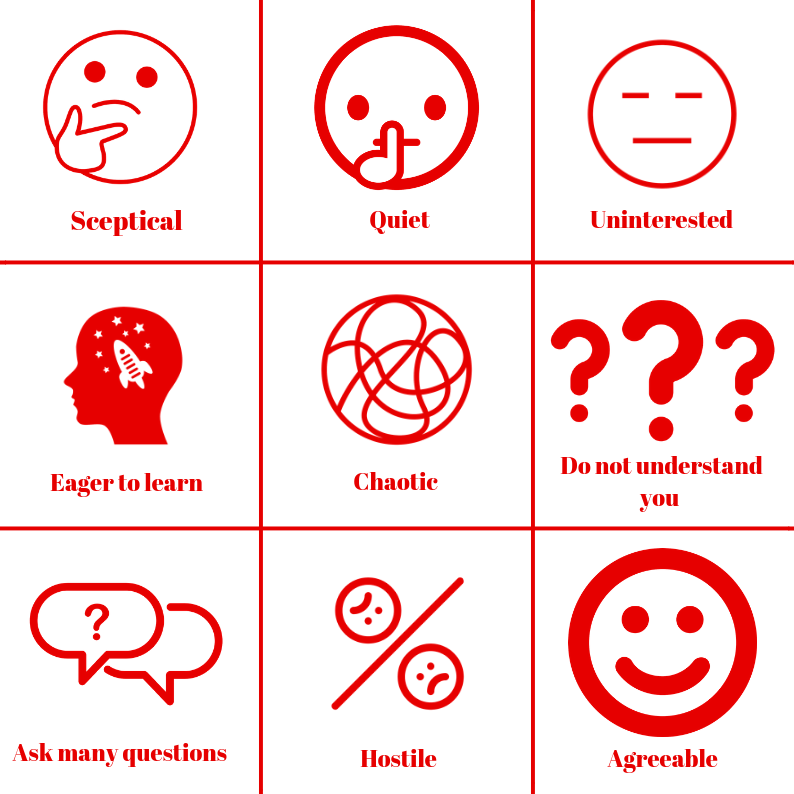 Sceptical
Quiet
Uninterested
Eager to learn
Chaotic
? ? ?
Do not understand
you
?
Ask many questions
Hostile
Agreeable